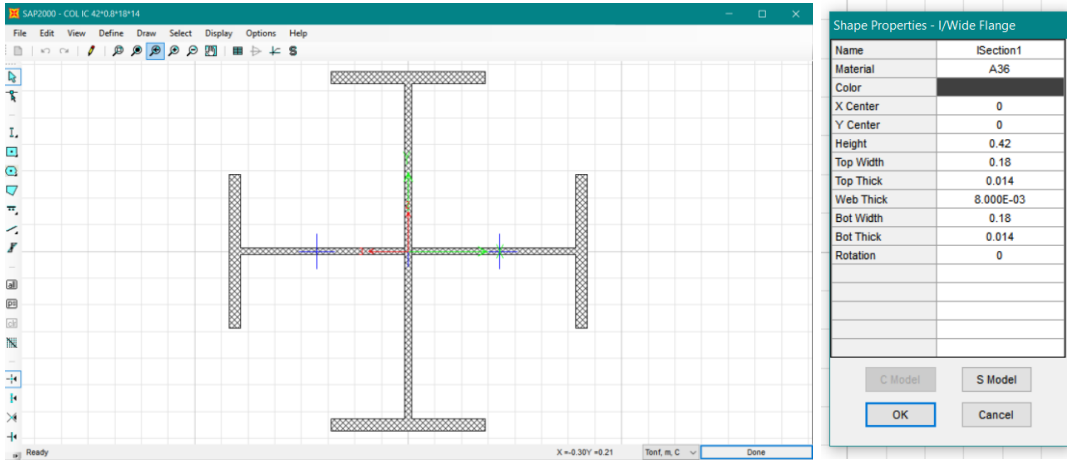 SAP2000 - COL IC 42*0.8*18*14
File Edit View Define Draw Select Display Options Help
all
ps
clr
Ready X =-0.30Y =0.21 Tonf, m, C Done
Shape Properties - I/Wide Flange
Name ISection1
Material A36
Color
X Center 0
Y Center 0
Height 0.42
Top Width 0.18
Top Thick 0.014
Web Thick 8.000E-03
Bot Width 0.18
Bot Thick 0.014
Rotation 0
C Model S Model
OK Cancel